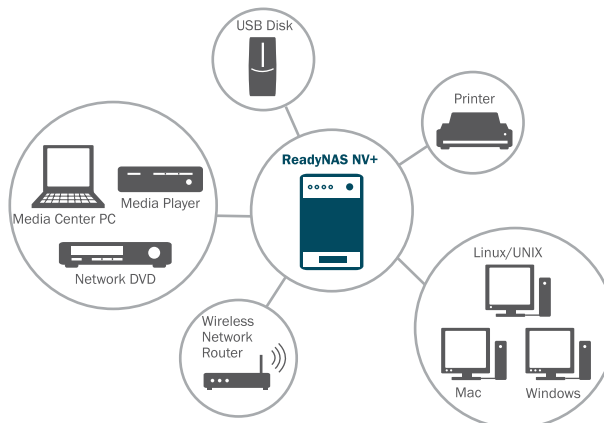 USB Disk
Printer
ReadyNAS NV+
Media Player
Media Center PC
Network DVD
Linux/UNIX
Wireless
Network
Router
Mac
Windows